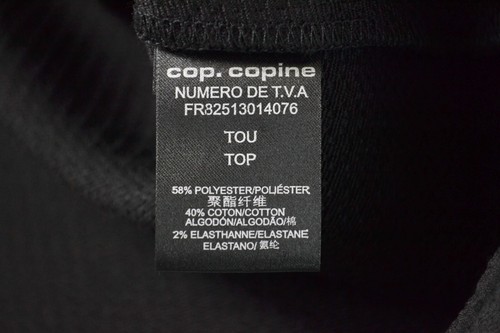 cop. copine
NUMERO DE T.V.A
FR32513014076
TOU
TOP
58% POLYESTER/POLIÉSTER
聚酯纤维
40% COTON/COTTON
ALGODÓN/ALGODÃO/棉
2% ELASTHANNE/ELASTANE
ELASTANO/氨纶